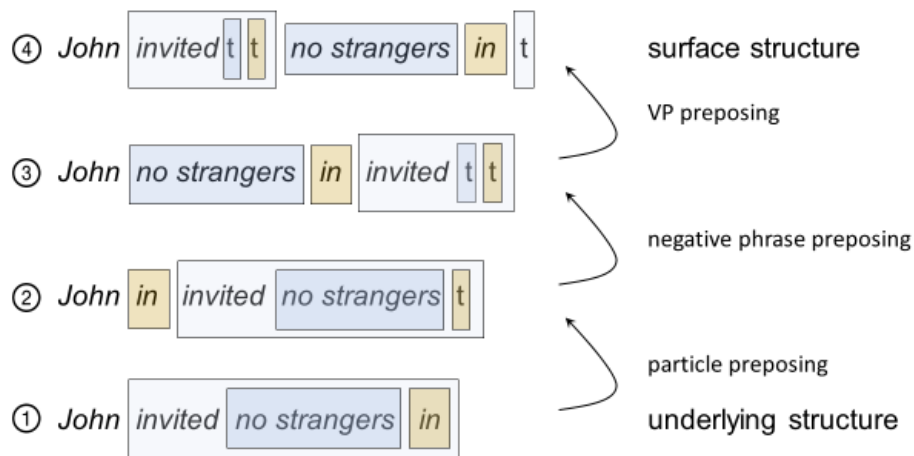 ④ John invited t t no strangers in t surface structure
VP preposing
③ John no strangers in invited t t
negative phrase preposing
② John in invited no strangers t
particle preposing
① John invited no strangers in underlying structure